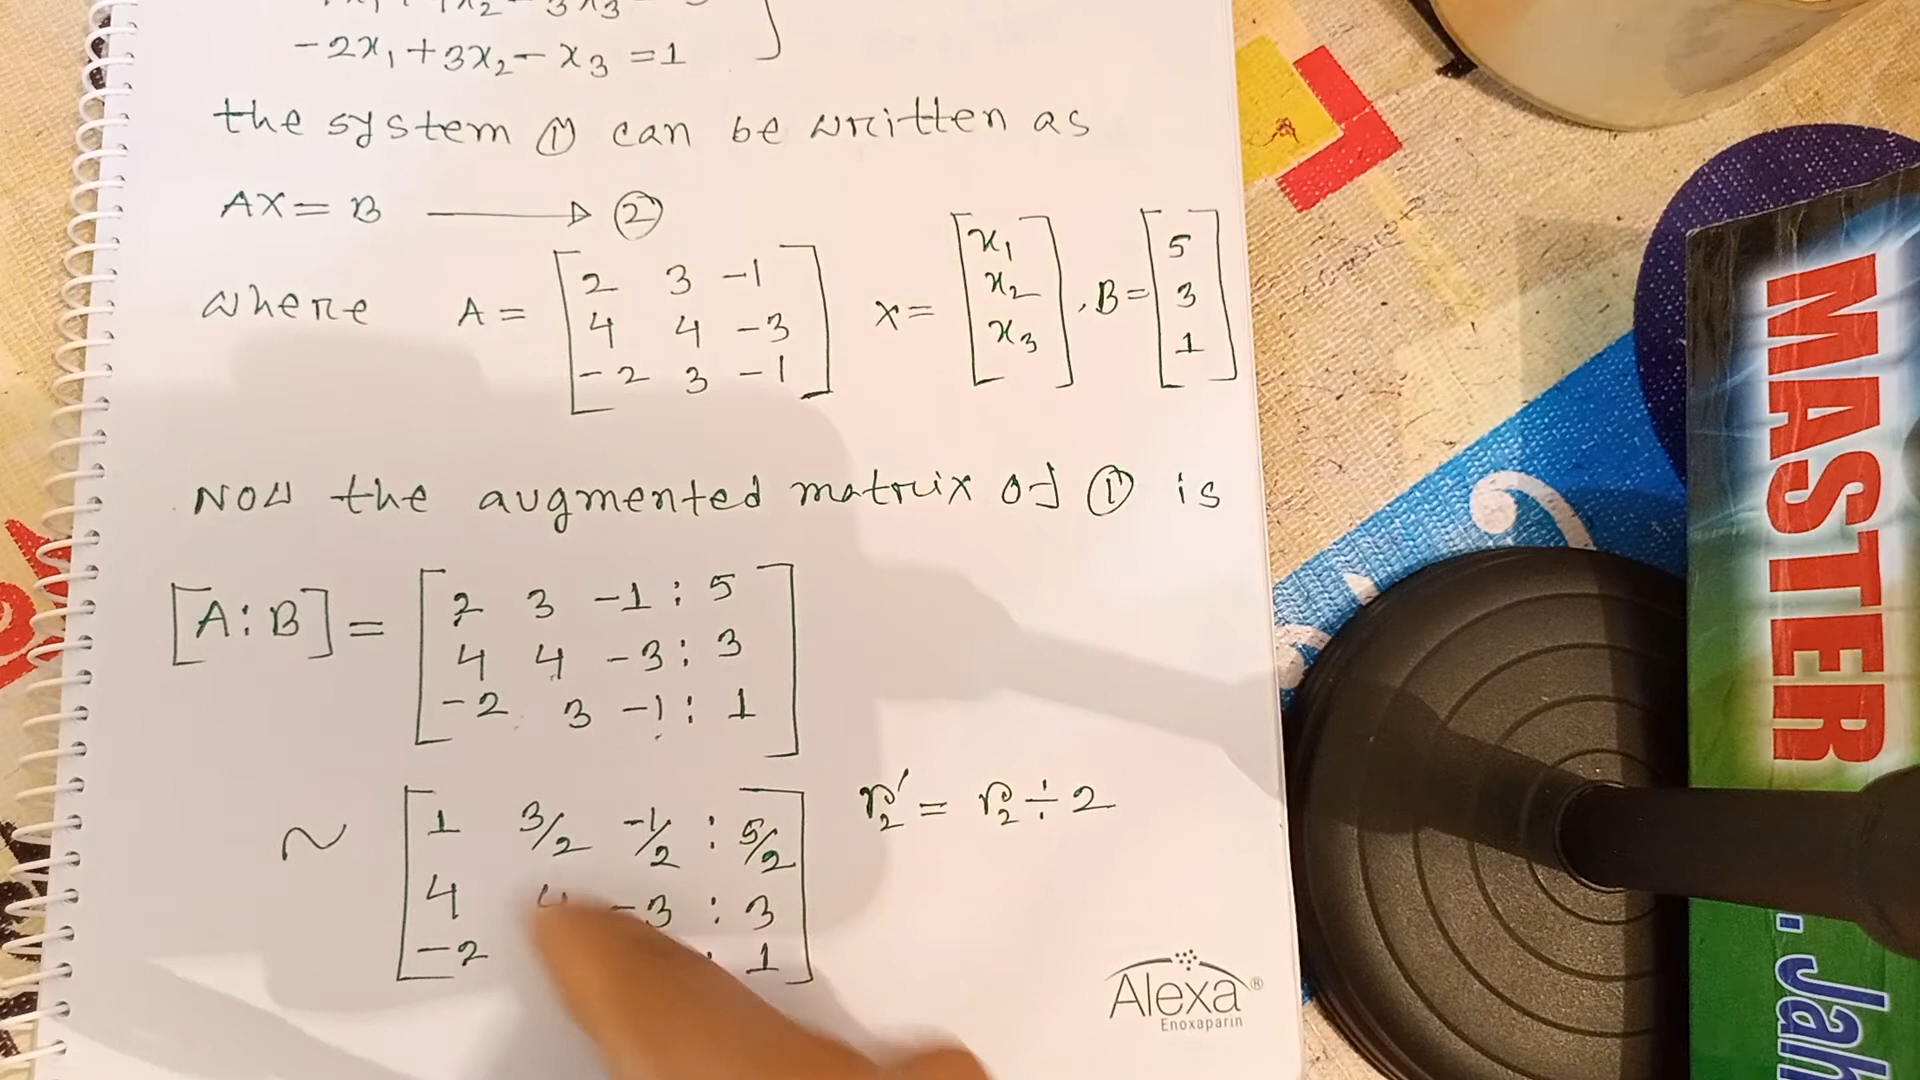 -2x₁+3x₂-x₃=1
the system ① can be written as
AX=B → ②
where A= [2 3 -1
4 4 -3
-2 3 -1] X= [x₁
x₂
x₃] , B= [5
3
1]
Now the augmented matrix of ① is
[A:B] = [2 3 -1 : 5
4 4 -3 : 3
-2 3 -1 : 1]
~ [1 3/2 -1/2 : 5/2
4 4 -3 : 3
-2 : 1] r₂' = r₂ ÷ 2
Alexa®
Enoxaparin
MASTER
. Jah